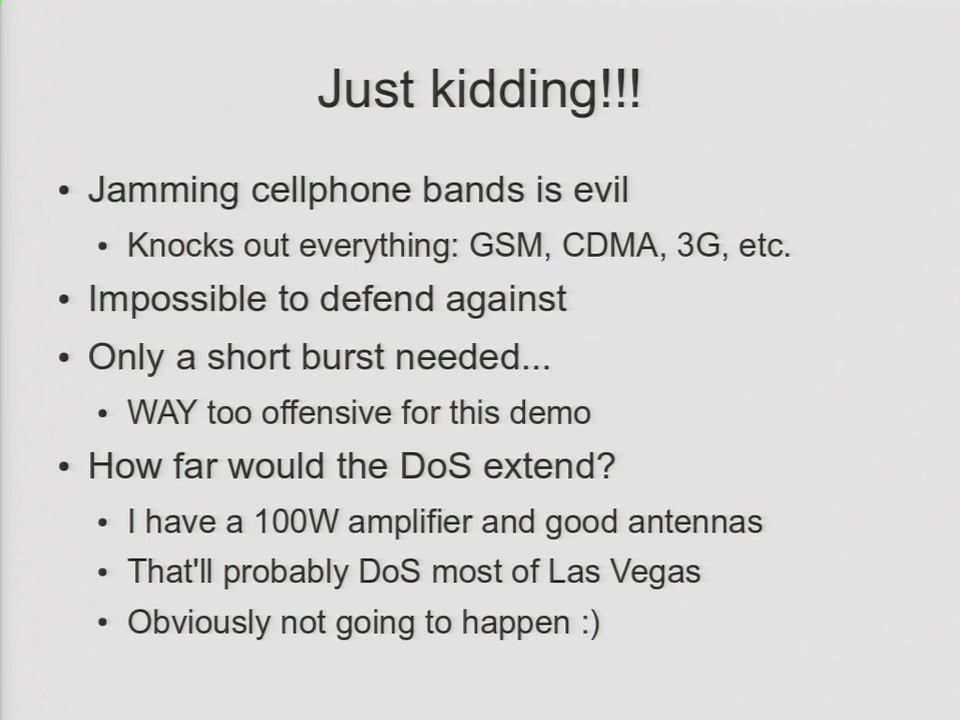 Just kidding!!!
• Jamming cellphone bands is evil
• Knocks out everything: GSM, CDMA, 3G, etc.
• Impossible to defend against
• Only a short burst needed...
• WAY too offensive for this demo
• How far would the DoS extend?
• I have a 100W amplifier and good antennas
• That'll probably DoS most of Las Vegas
• Obviously not going to happen :)